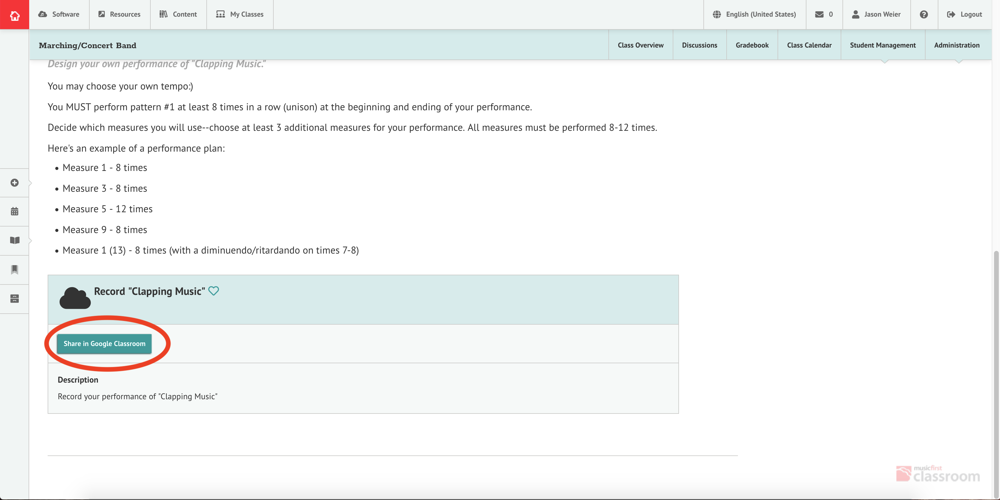 Software
Resources
Content
My Classes
English (United States)
0
Jason Weier
Logout
Marching/Concert Band
Class Overview
Discussions
Gradebook
Class Calendar
Student Management
Administration
Design your own performance of "Clapping Music."
You may choose your own tempo:)
You MUST perform pattern #1 at least 8 times in a row (unison) at the beginning and ending of your performance.
Decide which measures you will use--choose at least 3 additional measures for your performance. All measures must be performed 8-12 times.
Here's an example of a performance plan:
• Measure 1 - 8 times
• Measure 3 - 8 times
• Measure 5 - 12 times
• Measure 9 - 8 times
• Measure 1 (13) - 8 times (with a diminuendo/ritardando on times 7-8)
Record "Clapping Music"
Share in Google Classroom
Description
Record your performance of "Clapping Music"
musicfirst
classroom